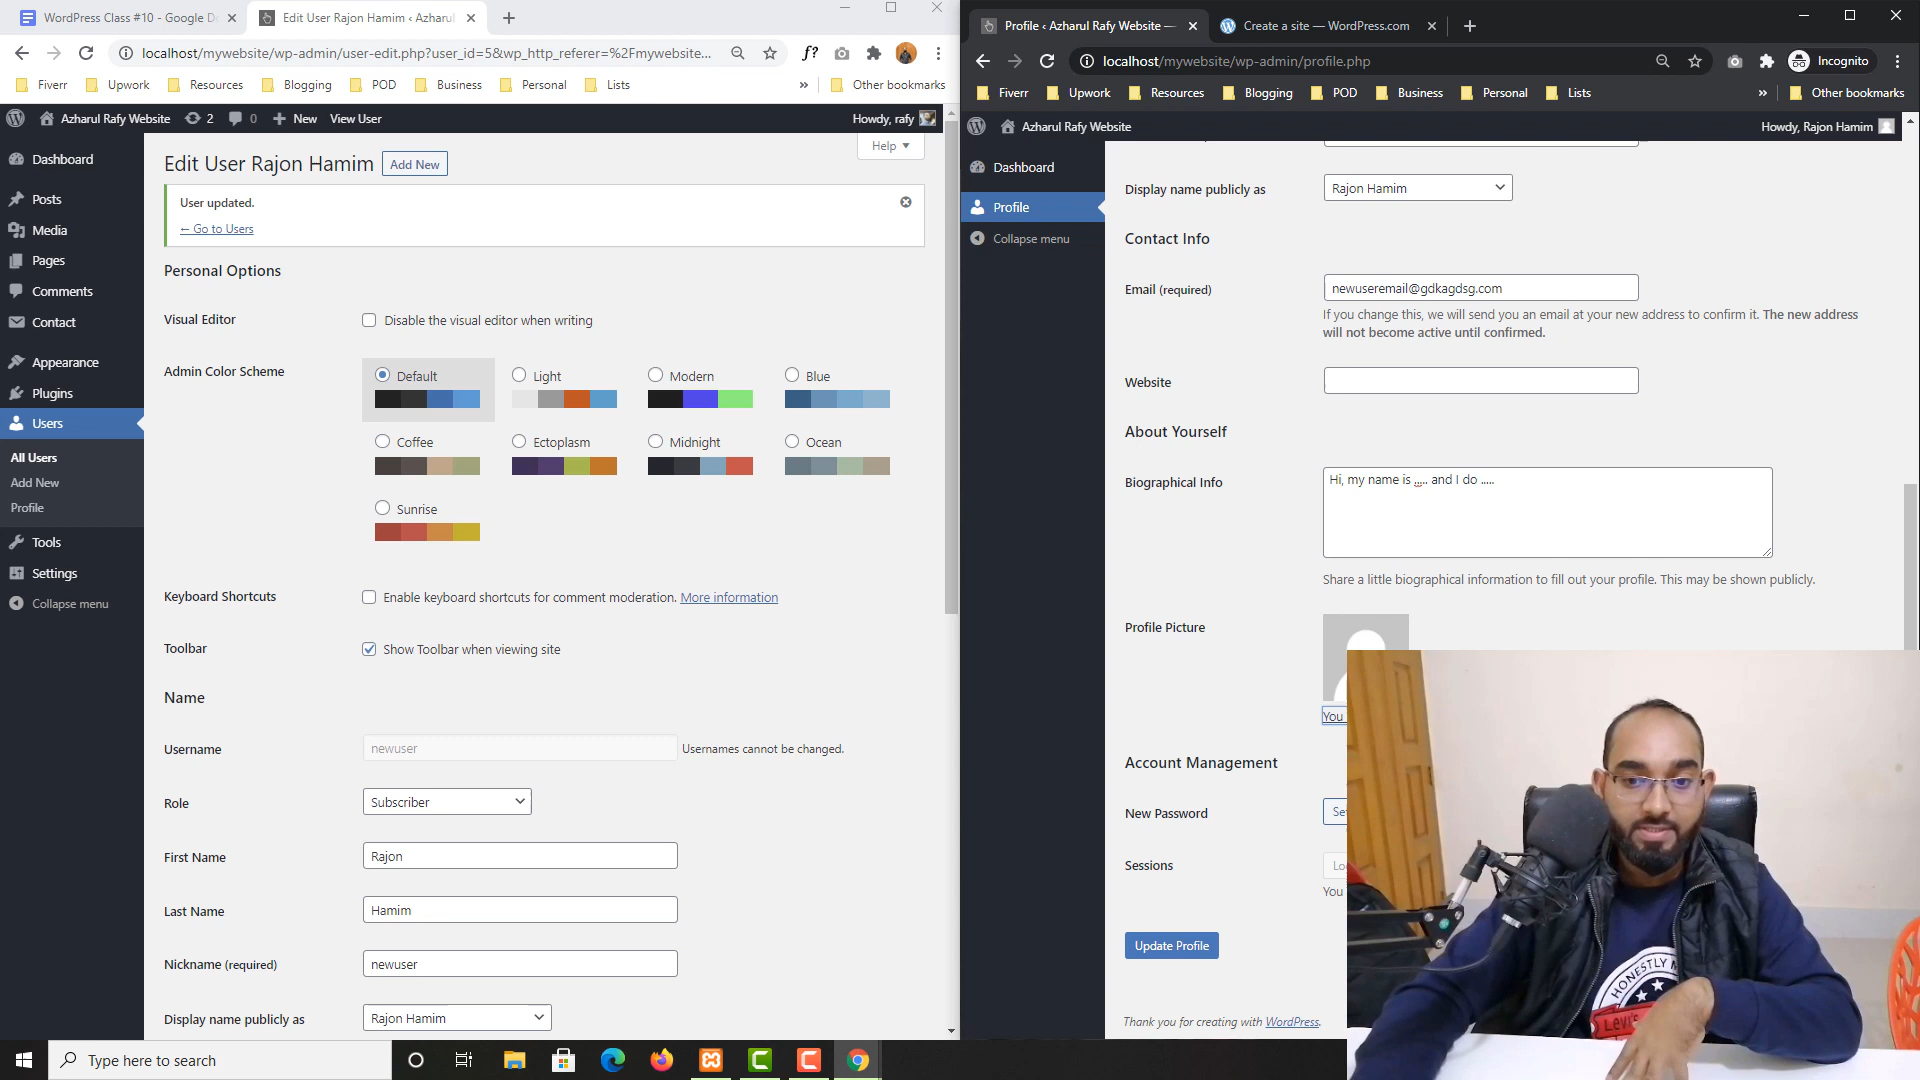 WordPress Class #10 - Google D
Edit User Rajon Hamim ‹ Azharul
localhost/mywebsite/wp-admin/user-edit.php?user_id=5&wp_http_referer=%2Fmywebsite...
f?
Fiverr
Upwork
Resources
Blogging
POD
Business
Personal
Lists
»
Other bookmarks
Azharul Rafy Website
2
0
New
View User
Howdy, rafy
Dashboard
Posts
Media
Pages
Comments
Contact
Appearance
Plugins
Users
All Users
Add New
Profile
Tools
Settings
Collapse menu
Help
Edit User Rajon Hamim
Add New
User updated.
← Go to Users
Personal Options
Visual Editor
Disable the visual editor when writing
Admin Color Scheme
Default
Light
Modern
Blue
Coffee
Ectoplasm
Midnight
Ocean
Sunrise
Keyboard Shortcuts
Enable keyboard shortcuts for comment moderation. More information
Toolbar
Show Toolbar when viewing site
Name
Username
newuser
Usernames cannot be changed.
Role
Subscriber
First Name
Rajon
Last Name
Hamim
Nickname (required)
newuser
Display name publicly as
Rajon Hamim
Profile ‹ Azharul Rafy Website —
Create a site — WordPress.com
localhost/mywebsite/wp-admin/profile.php
Incognito
Fiverr
Upwork
Resources
Blogging
POD
Business
Personal
Lists
»
Other bookmarks
Azharul Rafy Website
Howdy, Rajon Hamim
Dashboard
Profile
Collapse menu
Display name publicly as
Rajon Hamim
Contact Info
Email (required)
newuseremail@gdkagdsg.com
If you change this, we will send you an email at your new address to confirm it. The new address
will not become active until confirmed.
Website
About Yourself
Biographical Info
Hi, my name is ,.... and I do .....
Share a little biographical information to fill out your profile. This may be shown publicly.
Profile Picture
You
Account Management
New Password
Se
Sessions
Lo
You
Update Profile
Thank you for creating with WordPress.
HONESTLY M
Levi's
Type here to search